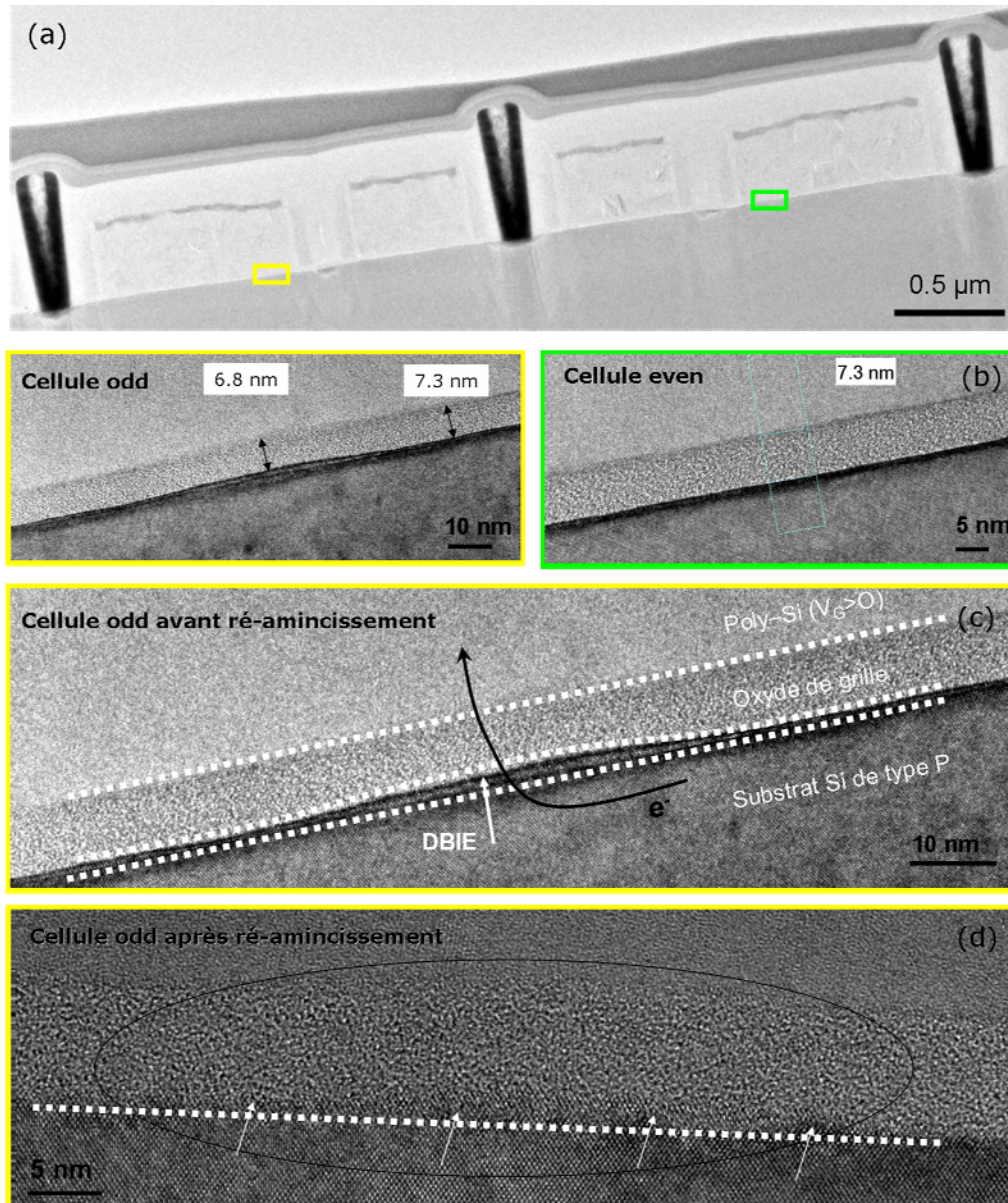 (a)
0.5 µm
Cellule odd
6.8 nm
7.3 nm
10 nm
Cellule even
7.3 nm
(b)
5 nm
Cellule odd avant ré-amincissement
Poly–Si (VG>O)
(c)
Oxyde de grille
Substrat Si de type P
e-
DBIE
10 nm
Cellule odd après ré-amincissement
(d)
5 nm